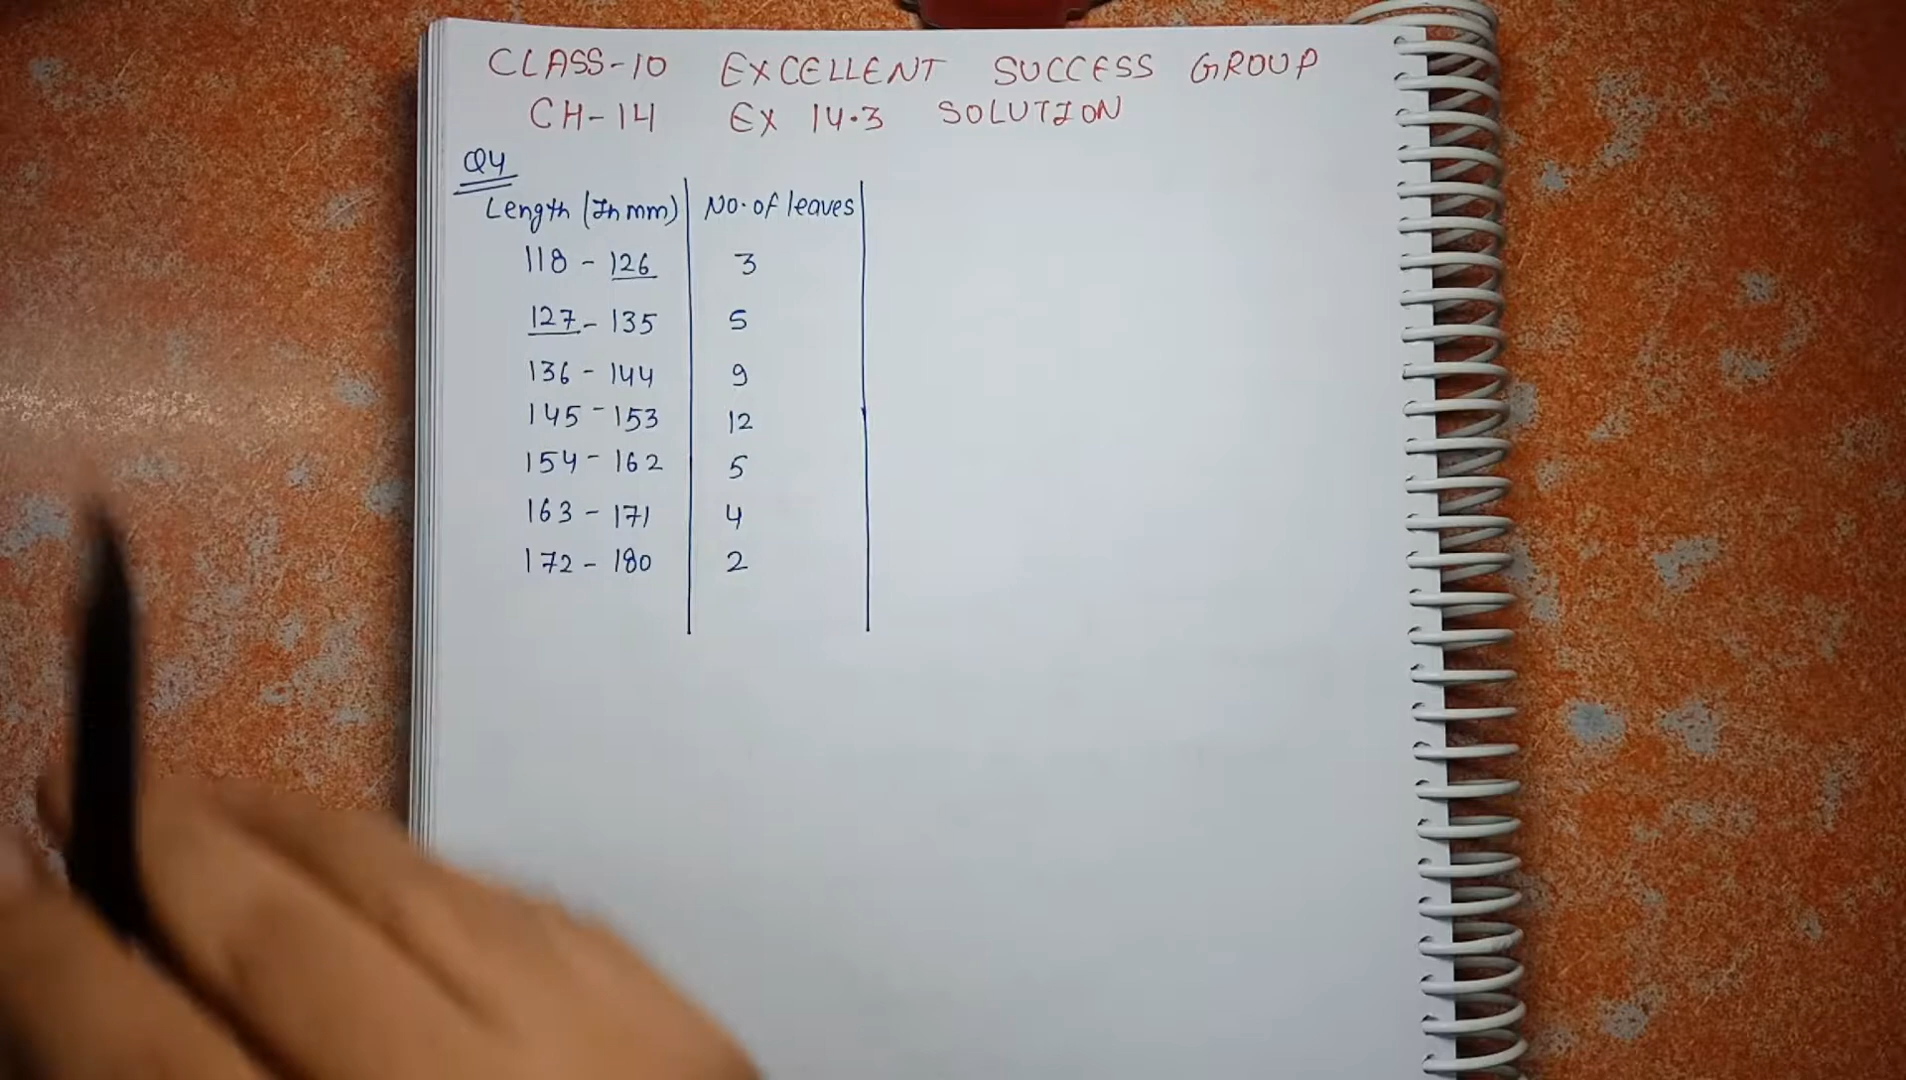 CLASS-10 EXCELLENT SUCCESS GROUP
CH-14 EX 14.3 SOLUTION
Q4
Length (In mm) No. of leaves
118 - 126 3
127 - 135 5
136 - 144 9
145 - 153 12
154 - 162 5
163 - 171 4
172 - 180 2